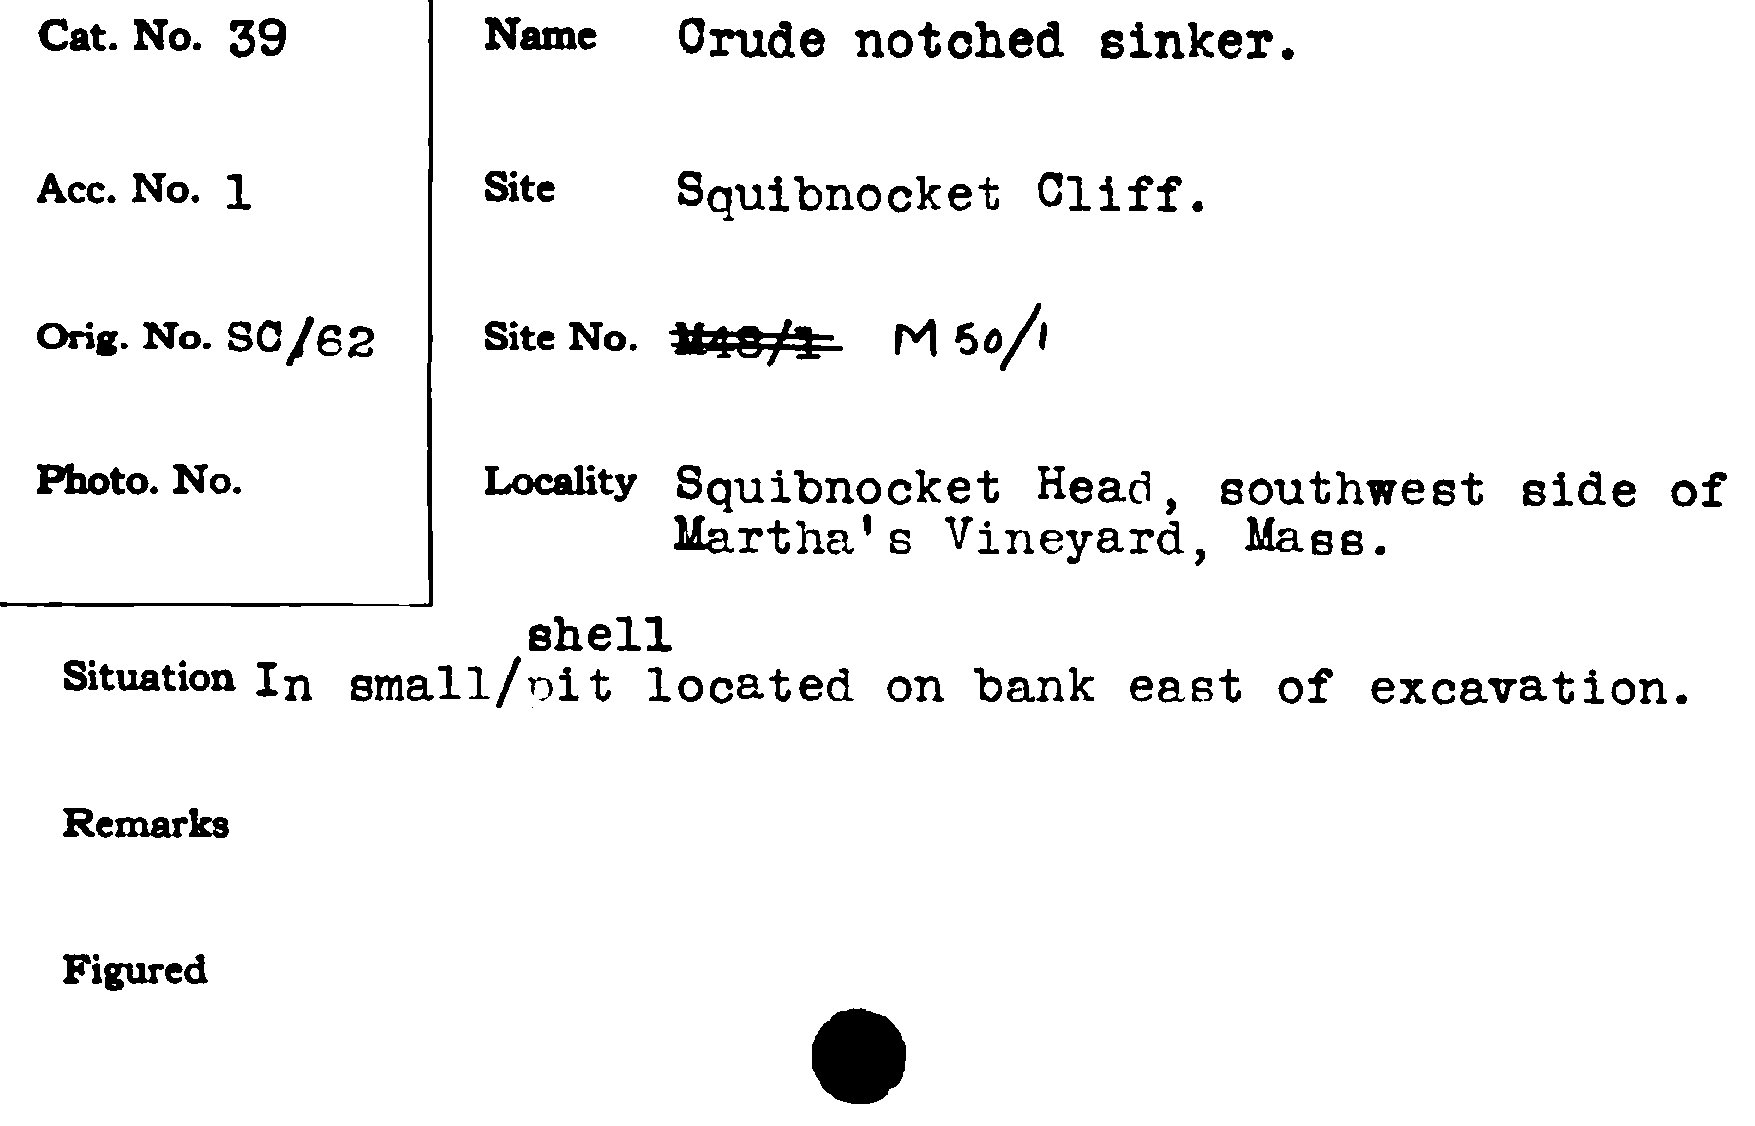 Cat. No. 39
Name Crude notched sinker.
Acc. No. 1
Site Squibnocket Cliff.
Orig. No. SC/62
Site No. M48/1 M 50/1
Photo. No.
Locality Squibnocket Head, southwest side of
Martha's Vineyard, Mass.
shell
Situation In small/pit located on bank east of excavation.
Remarks
Figured